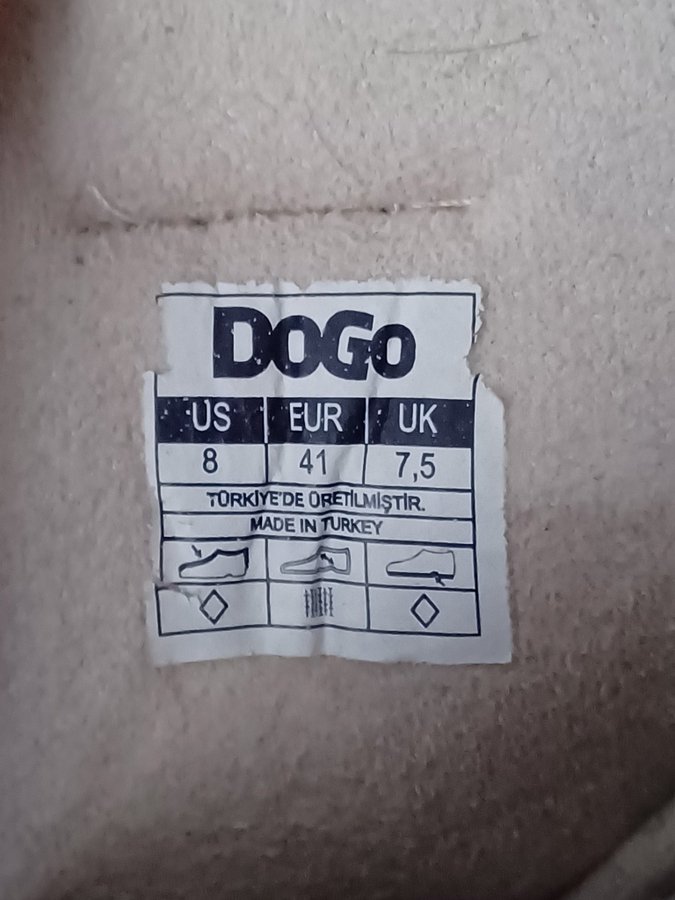 DOGO
US EUR UK
8 41 7,5
TÜRKİYE'DE ÜRETİLMİŞTİR.
MADE IN TURKEY